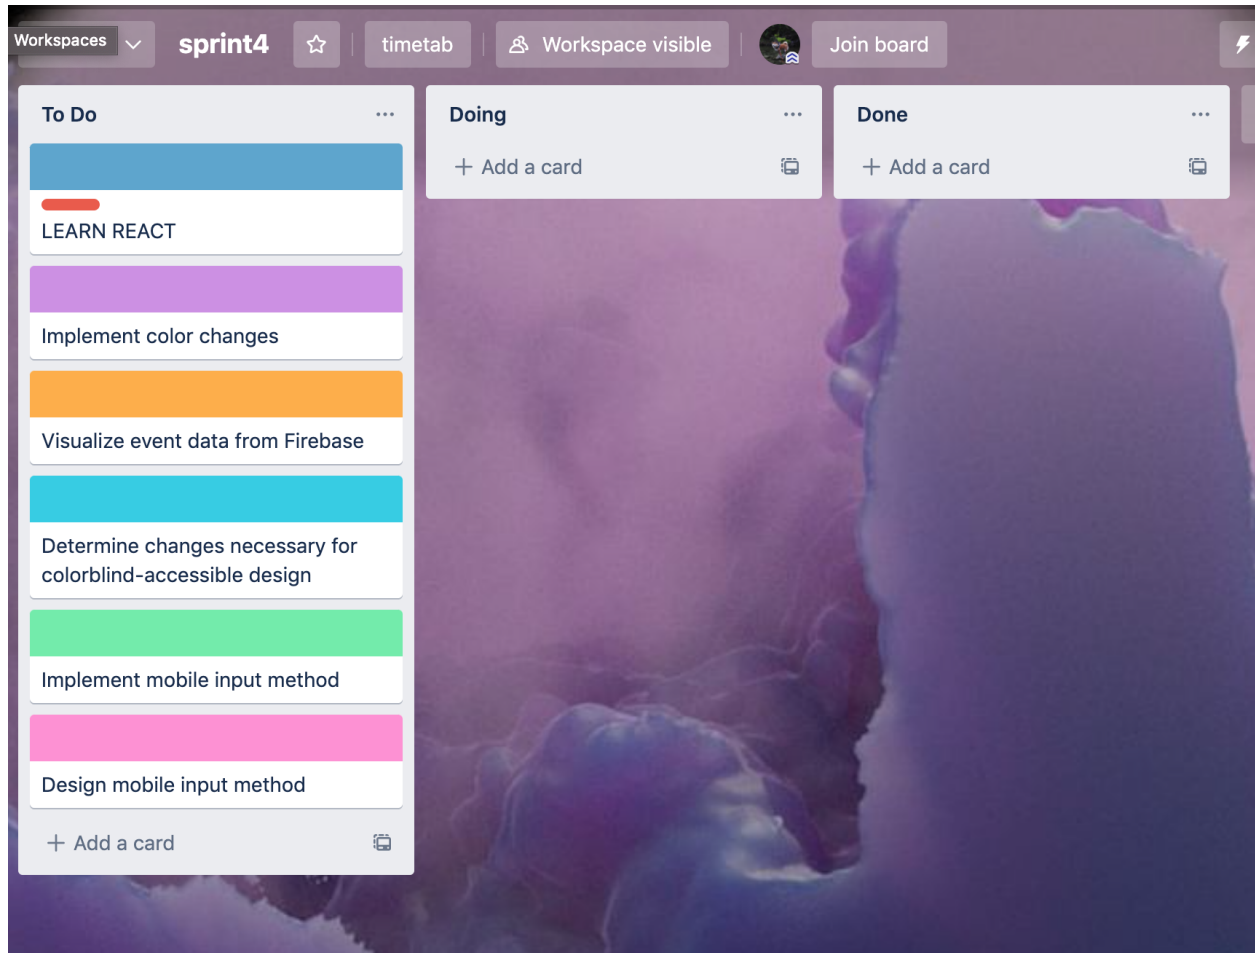 Workspaces
sprint4
timetab
Workspace visible
Join board
To Do
LEARN REACT
Implement color changes
Visualize event data from Firebase
Determine changes necessary for
colorblind-accessible design
Implement mobile input method
Design mobile input method
+ Add a card
Doing
+ Add a card
Done
+ Add a card